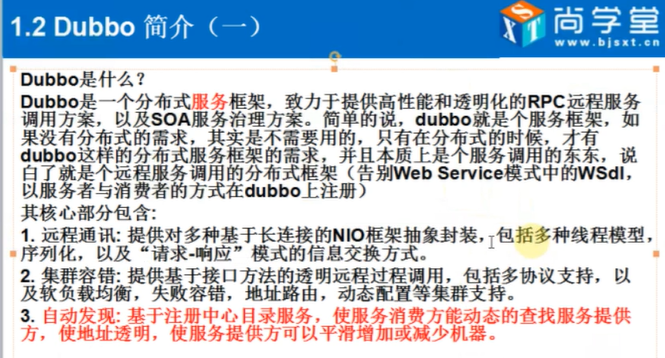 1.2 Dubbo 简介（一）
SXT
尚学堂
www.bjsxt.com
Dubbo是什么？
Dubbo是一个分布式服务框架，致力于提供高性能和透明化的RPC远程服务
调用方案，以及SOA服务治理方案。简单的说，dubbo就是个服务框架，如
果没有分布式的需求，其实是不需要用的，只有在分布式的时候，才有
dubbo这样的分布式服务框架的需求，并且本质上是个服务调用的东东，说
白了就是个远程服务调用的分布式框架（告别Web Service模式中的WSdl，
以服务者与消费者的方式在dubbo上注册）
其核心部分包含:
1. 远程通讯: 提供对多种基于长连接的NIO框架抽象封装，包括多种线程模型，
序列化，以及“请求-响应”模式的信息交换方式。
2. 集群容错: 提供基于接口方法的透明远程过程调用，包括多协议支持，以
及软负载均衡，失败容错，地址路由，动态配置等集群支持。
3. 自动发现: 基于注册中心目录服务，使服务消费方能动态的查找服务提供
方，使地址透明，使服务提供方可以平滑增加或减少机器。